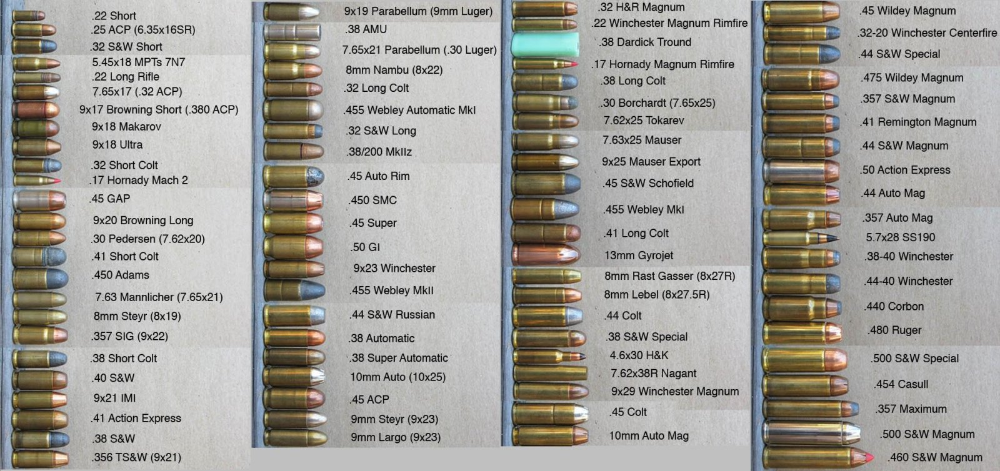 .22 Short
.25 ACP (6.35x16SR)
.32 S&W Short
5.45x18 MPTs 7N7
.22 Long Rifle
7.65x17 (.32 ACP)
9x17 Browning Short (.380 ACP)
9x18 Makarov
9x18 Ultra
.32 Short Colt
.17 Hornady Mach 2
.45 GAP
9x20 Browning Long
.30 Pedersen (7.62x20)
.41 Short Colt
.450 Adams
7.63 Mannlicher (7.65x21)
8mm Steyr (8x19)
.357 SIG (9x22)
.38 Short Colt
.40 S&W
9x21 IMI
.41 Action Express
.38 S&W
.356 TS&W (9x21)
9x19 Parabellum (9mm Luger)
.38 AMU
7.65x21 Parabellum (.30 Luger)
8mm Nambu (8x22)
.32 Long Colt
.455 Webley Automatic MkI
.32 S&W Long
.38/200 MkIIz
.45 Auto Rim
.450 SMC
.45 Super
.50 GI
9x23 Winchester
.455 Webley MkII
.44 S&W Russian
.38 Automatic
.38 Super Automatic
10mm Auto (10x25)
.45 ACP
9mm Steyr (9x23)
9mm Largo (9x23)
.32 H&R Magnum
.22 Winchester Magnum Rimfire
.38 Dardick Tround
.17 Hornady Magnum Rimfire
.38 Long Colt
.30 Borchardt (7.65x25)
7.62x25 Tokarev
7.63x25 Mauser
9x25 Mauser Export
.45 S&W Schofield
.455 Webley MkI
.41 Long Colt
13mm Gyrojet
8mm Rast Gasser (8x27R)
8mm Lebel (8x27.5R)
.44 Colt
.38 S&W Special
4.6x30 H&K
7.62x38R Nagant
9x29 Winchester Magnum
.45 Colt
10mm Auto Mag
.45 Wildey Magnum
.32-20 Winchester Centerfire
.44 S&W Special
.475 Wildey Magnum
.357 S&W Magnum
.41 Remington Magnum
.44 S&W Magnum
.50 Action Express
.44 Auto Mag
.357 Auto Mag
5.7x28 SS190
.38-40 Winchester
.44-40 Winchester
.440 Corbon
.480 Ruger
.500 S&W Special
.454 Casull
.357 Maximum
.500 S&W Magnum
.460 S&W Magnum